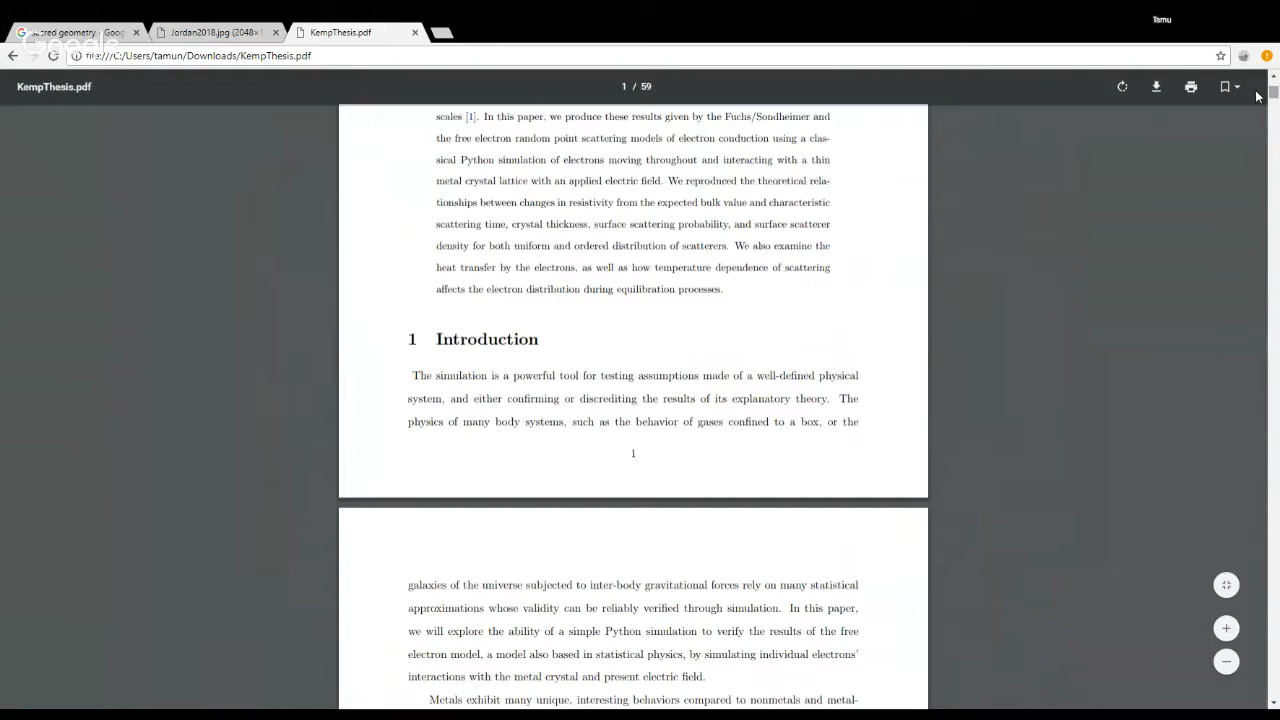 Tamu
sacred geometry - Goog
Jordan2018.jpg (2048×1
KempThesis.pdf
Google
file:///C:/Users/tamun/Downloads/KempThesis.pdf
KempThesis.pdf
1 / 59
scales [1]. In this paper, we produce these results given by the Fuchs/Sondheimer and
the free electron random point scattering models of electron conduction using a clas-
sical Python simulation of electrons moving throughout and interacting with a thin
metal crystal lattice with an applied electric field. We reproduced the theoretical rela-
tionships between changes in resistivity from the expected bulk value and characteristic
scattering time, crystal thickness, surface scattering probability, and surface scatterer
density for both uniform and ordered distribution of scatterers. We also examine the
heat transfer by the electrons, as well as how temperature dependence of scattering
affects the electron distribution during equilibration processes.
1 Introduction
The simulation is a powerful tool for testing assumptions made of a well-defined physical
system, and either confirming or discrediting the results of its explanatory theory. The
physics of many body systems, such as the behavior of gases confined to a box, or the
1
galaxies of the universe subjected to inter-body gravitational forces rely on many statistical
approximations whose validity can be reliably verified through simulation. In this paper,
we will explore the ability of a simple Python simulation to verify the results of the free
electron model, a model also based in statistical physics, by simulating individual electrons'
interactions with the metal crystal and present electric field.
Metals exhibit many unique, interesting behaviors compared to nonmetals and metal-